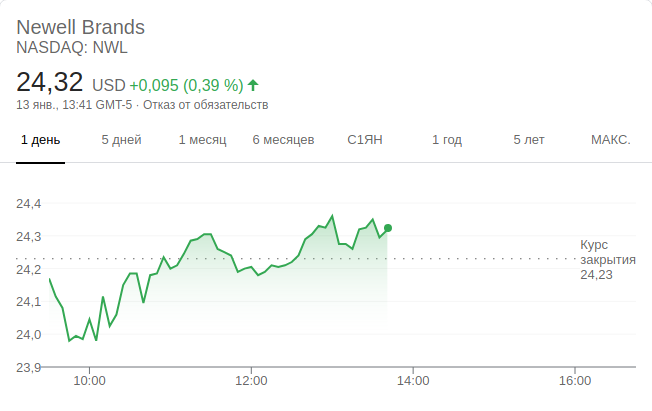 Newell Brands
NASDAQ: NWL
24,32 USD +0,095 (0,39 %)
13 янв., 13:41 GMT-5 · Отказ от обязательств
1 день 5 дней 1 месяц 6 месяцев С1ЯН 1 год 5 лет МАКС.
24,4
24,3
24,2
24,1
24,0
23,9
Курс
закрытия
24,23
10:00 12:00 14:00 16:00